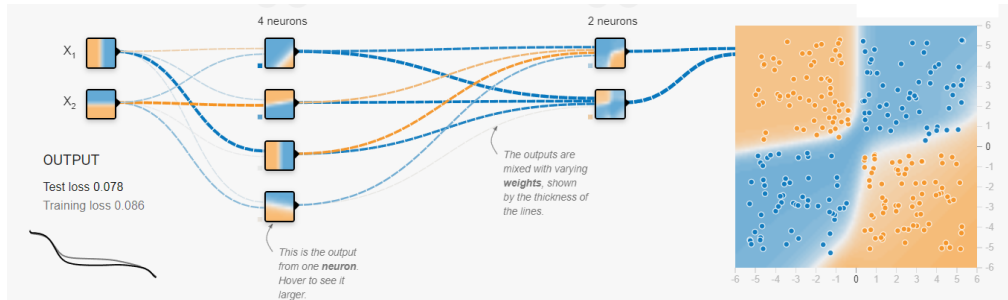 4 neurons
2 neurons
X1
X2
OUTPUT
Test loss 0.078
Training loss 0.086
This is the output
from one neuron.
Hover to see it
larger.
The outputs are
mixed with varying
weights, shown
by the thickness of
the lines.
6
5
4
3
2
1
0
-1
-2
-3
-4
-5
-6
-6 -5 -4 -3 -2 -1 0 1 2 3 4 5 6